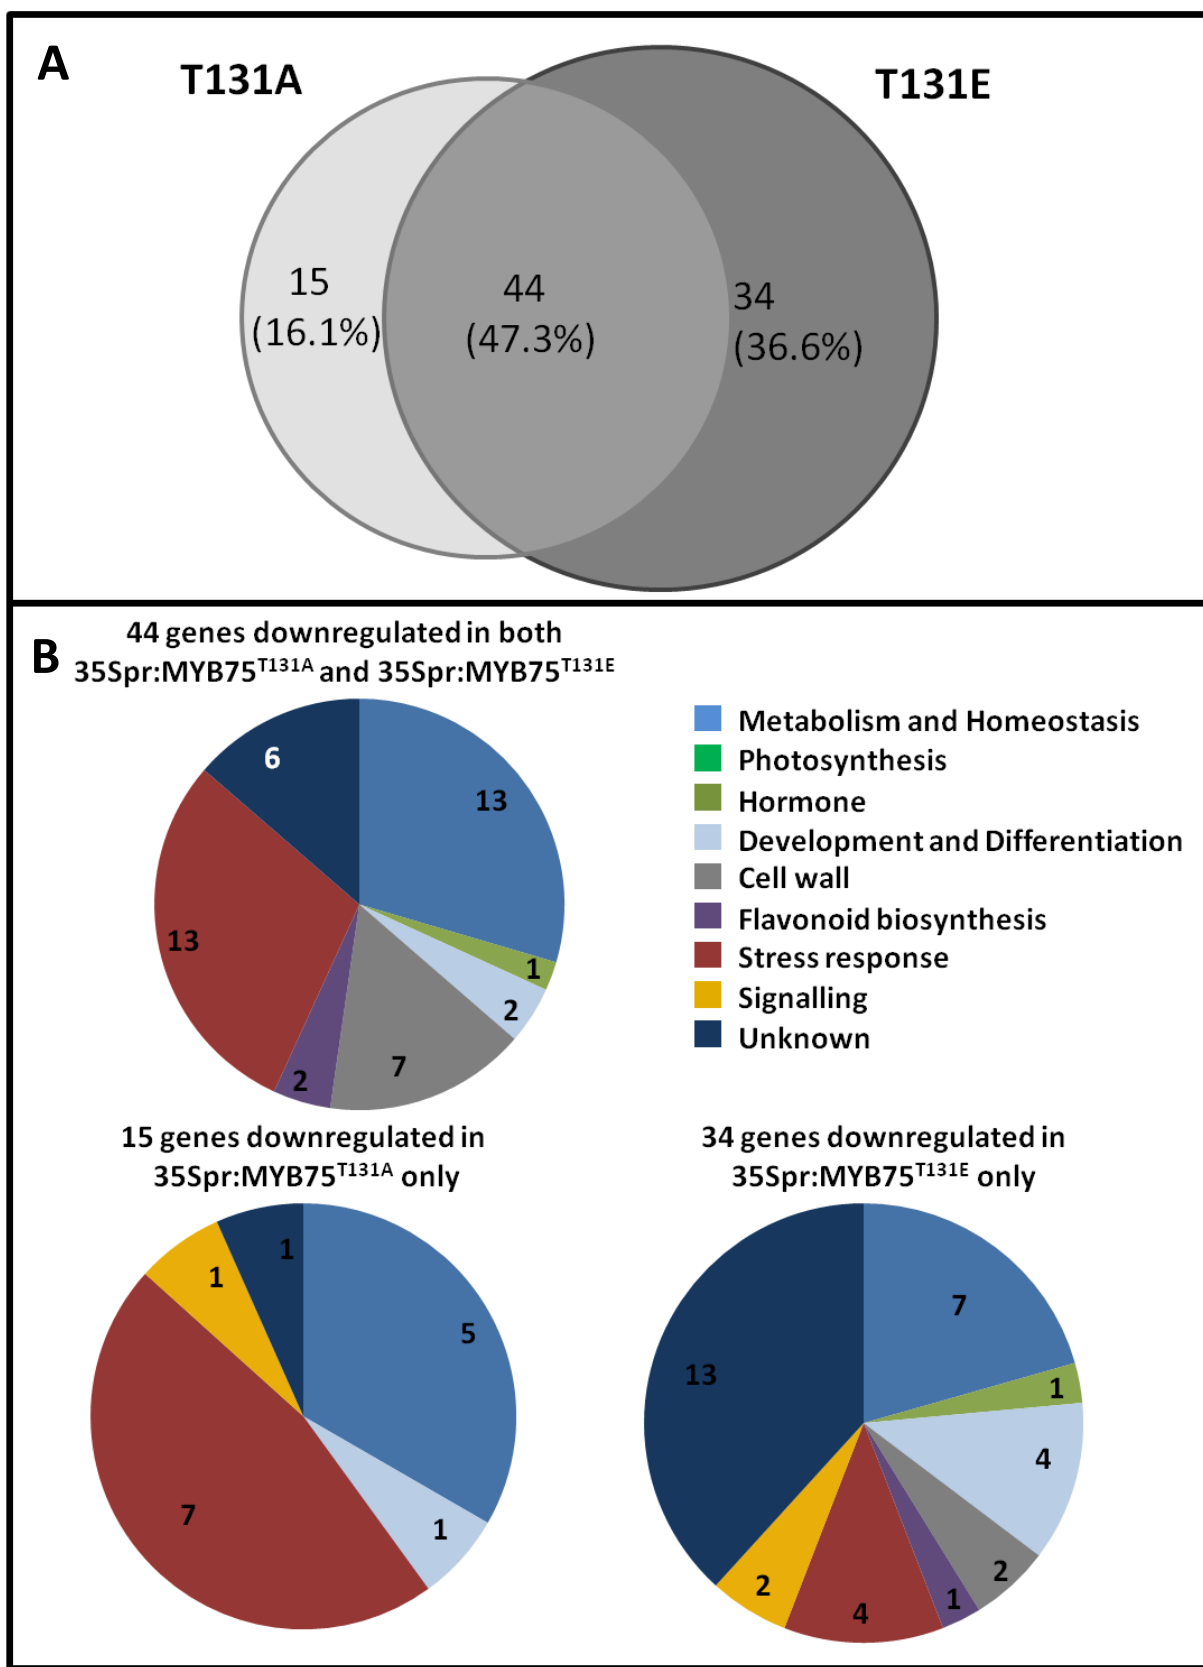 A
T131A
T131E
15
(16.1%)
44
(47.3%)
34
(36.6%)
B
44 genes downregulated in both
35Spr:MYB75T131A and 35Spr:MYB75T131E
6
13
13
1
2
7
2
Metabolism and Homeostasis
Photosynthesis
Hormone
Development and Differentiation
Cell wall
Flavonoid biosynthesis
Stress response
Signalling
Unknown
15 genes downregulated in
35Spr:MYB75T131A only
1
1
5
7
1
34 genes downregulated in
35Spr:MYB75T131E only
7
13
1
4
2
2
1
4